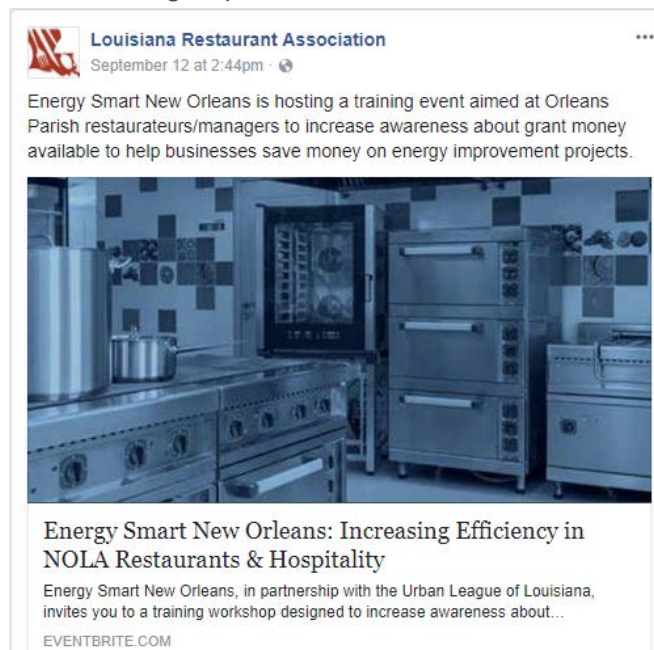 Louisiana Restaurant Association
September 12 at 2:44pm ·
Energy Smart New Orleans is hosting a training event aimed at Orleans
Parish restaurateurs/managers to increase awareness about grant money
available to help businesses save money on energy improvement projects.
Energy Smart New Orleans: Increasing Efficiency in
NOLA Restaurants & Hospitality
Energy Smart New Orleans, in partnership with the Urban League of Louisiana,
invites you to a training workshop designed to increase awareness about...
EVENTBRITE.COM